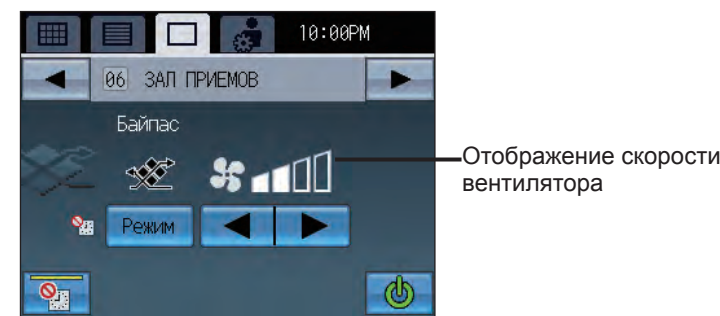 10:00PM
06 ЗАЛ ПРИЕМОВ
Байпас
Отображение скорости
вентилятора
Режим